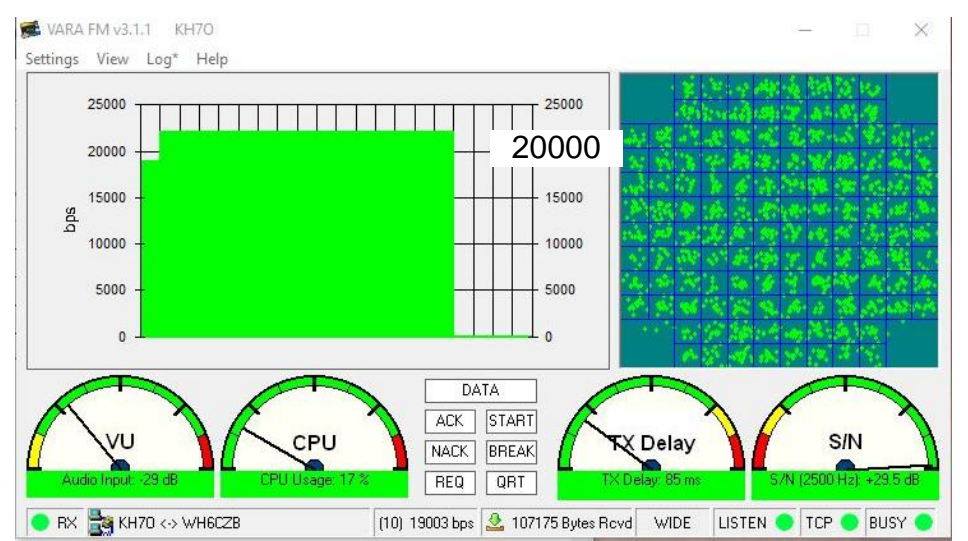 VARA FM v3.1.1 KH7O
Settings View Log* Help
25000
20000
15000
10000
5000
0
bps
25000
20000
15000
10000
5000
0
VU
Audio Input: -29 dB
CPU
CPU Usage: 17 %
DATA
ACK START
NACK BREAK
REQ QRT
TX Delay
TX Delay: 85 ms
S/N
S/N (2500 Hz): +29.5 dB
RX KH7O <-> WH6CZB (10) 19003 bps 107175 Bytes Rcvd WIDE LISTEN TCP BUSY